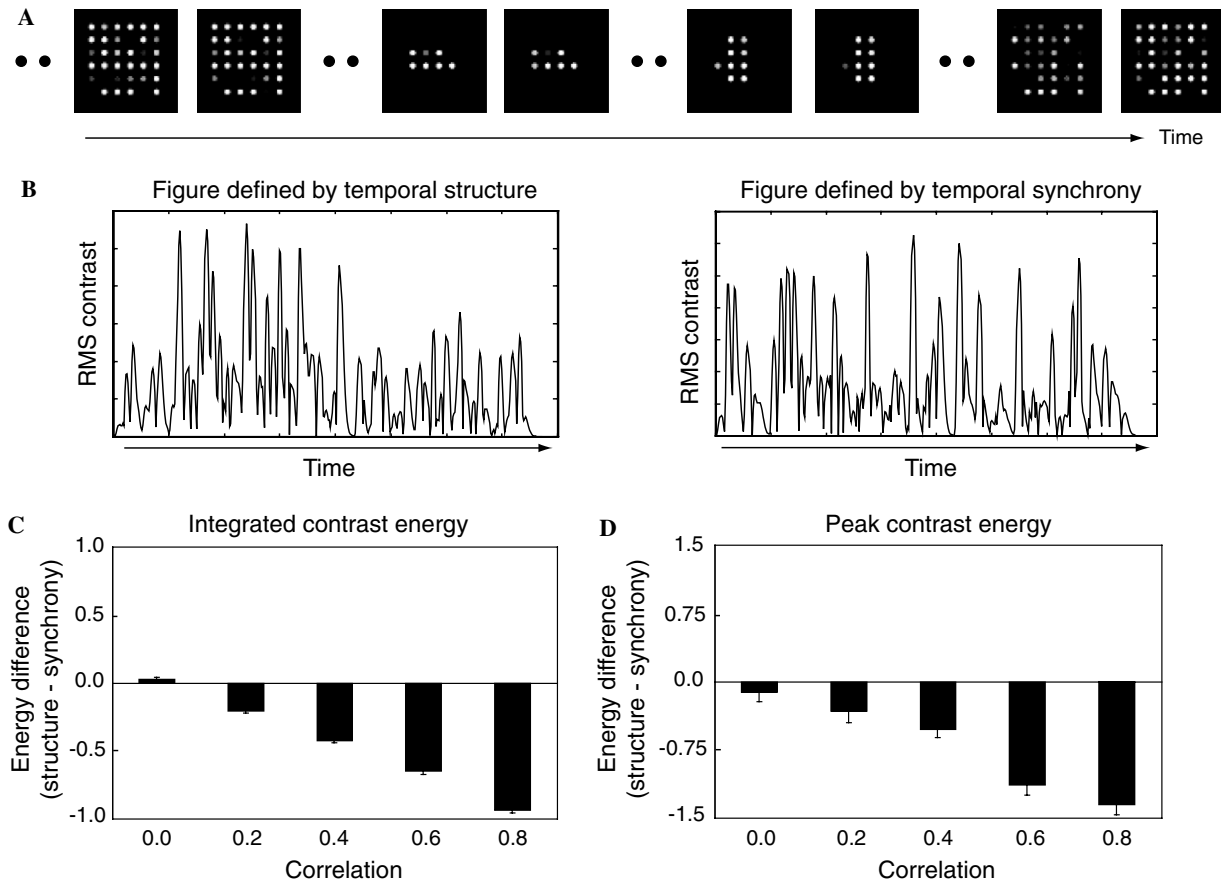 A
Time
B
Figure defined by temporal structure
RMS contrast
Time
Figure defined by temporal synchrony
RMS contrast
Time
C
Integrated contrast energy
Energy difference
(structure - synchrony)
1.0
0.5
0.0
-0.5
-1.0
0.0 0.2 0.4 0.6 0.8
Correlation
D
Peak contrast energy
Energy difference
(structure - synchrony)
1.5
0.75
0.0
-0.75
-1.5
0.0 0.2 0.4 0.6 0.8
Correlation